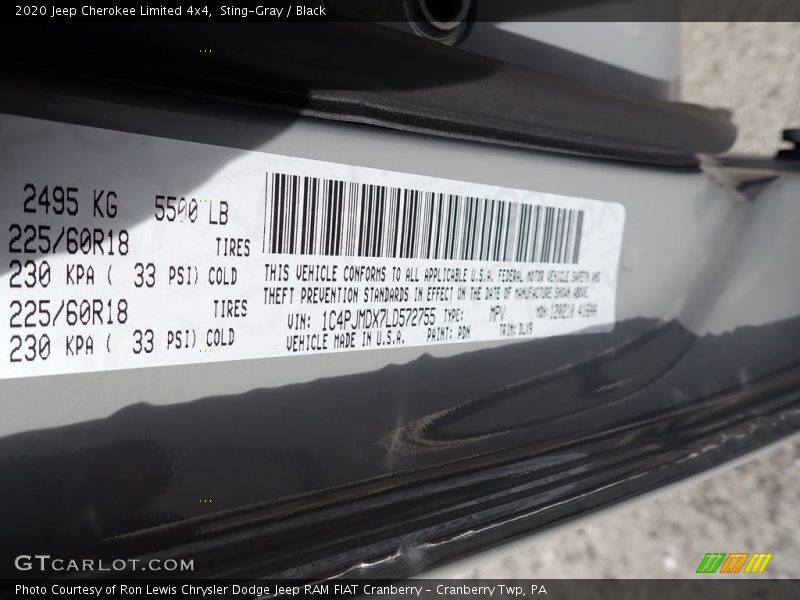 2020 Jeep Cherokee Limited 4x4,  Sting-Gray / Black
2495 KG 5500 LB
225/60R18 TIRES
230 KPA ( 33 PSI) COLD
225/60R18 TIRES
230 KPA ( 33 PSI) COLD
THIS VEHICLE CONFORMS TO ALL APPLICABLE U.S.A. FEDERAL MOTOR VEHICLE SAFETY AND
THEFT PREVENTION STANDARDS IN EFFECT ON THE DATE OF MANUFACTURE SHOWN ABOVE.
VIN: 1C4PJMDX7LD572755 TYPE: MPV MDH:
VEHICLE MADE IN U.S.A. PAINT: PDN TRIM: DLX9
GTCARLOT.COM
Photo Courtesy of Ron Lewis Chrysler Dodge Jeep RAM FIAT Cranberry - Cranberry Twp, PA